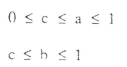 0 ≤ c ≤ a ≤ 1
c ≤ b ≤ 1